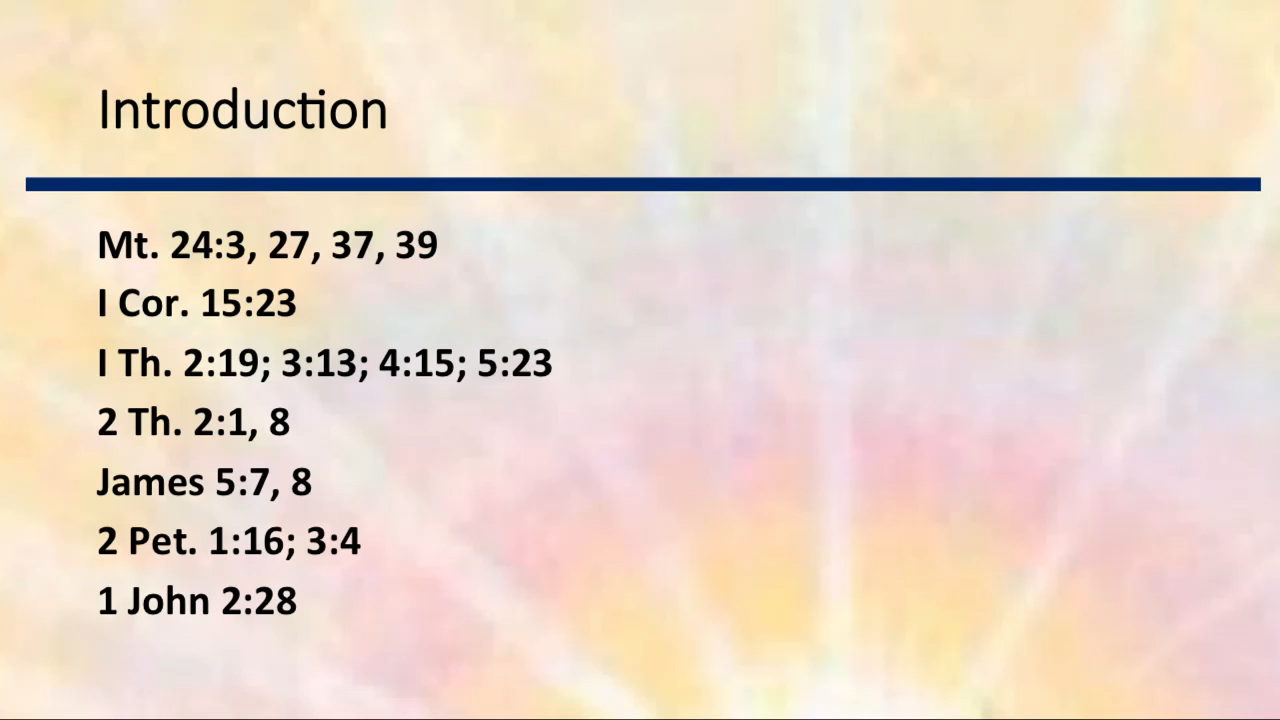 Introduction
Mt. 24:3, 27, 37, 39
I Cor. 15:23
I Th. 2:19; 3:13; 4:15; 5:23
2 Th. 2:1, 8
James 5:7, 8
2 Pet. 1:16; 3:4
1 John 2:28